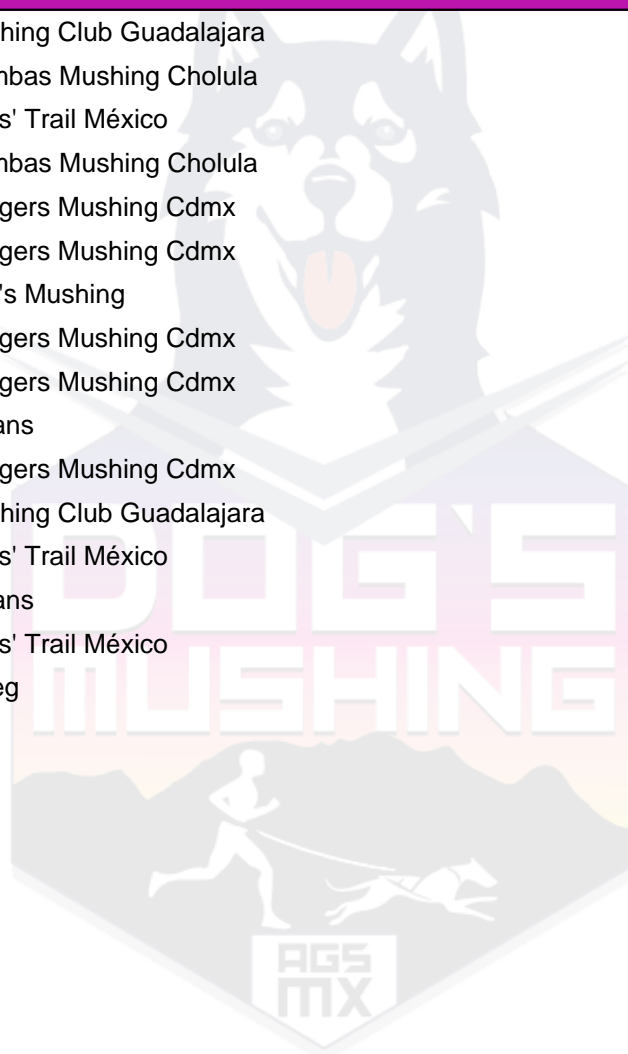 hing Club Guadalajara
nbas Mushing Cholula
s' Trail México
nbas Mushing Cholula
gers Mushing Cdmx
gers Mushing Cdmx
's Mushing
gers Mushing Cdmx
gers Mushing Cdmx
ans
gers Mushing Cdmx
hing Club Guadalajara
s' Trail México
ans
s' Trail México
eg
DOG'S
MUSHING
AGS
MX